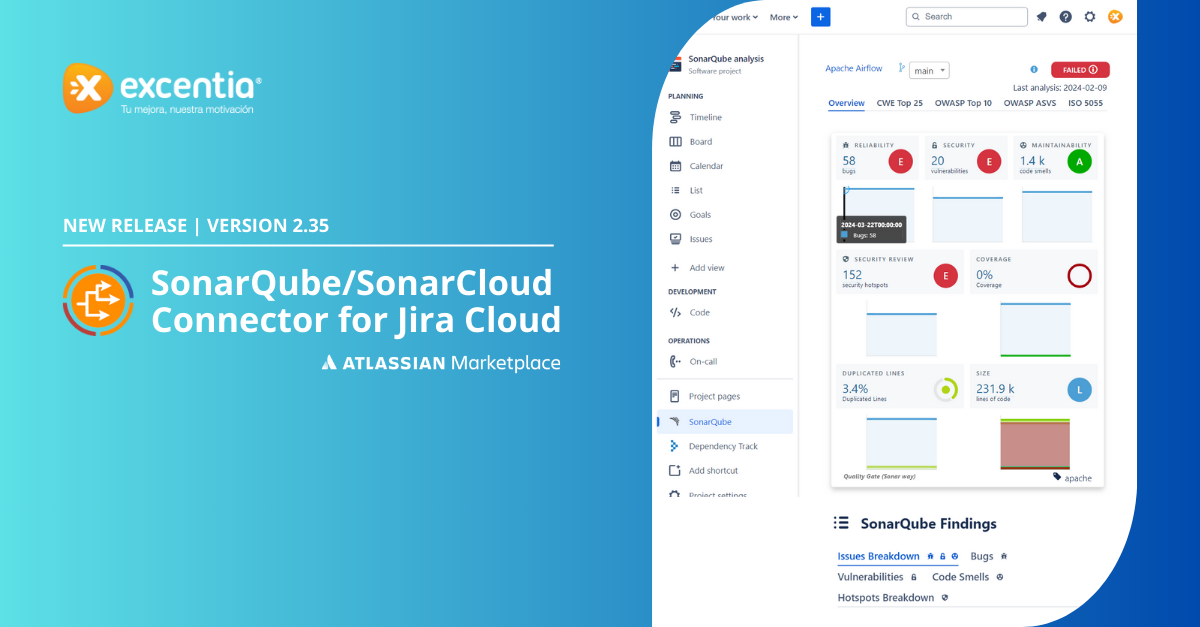 excentia®
Tu mejora, nuestra motivación
NEW RELEASE | VERSION 2.35
SonarQube/SonarCloud
Connector for Jira Cloud
ATLASSIAN Marketplace
Your work More + Search
SonarQube analysis
Software project
PLANNING
Timeline
Board
Calendar
List
Goals
Issues
+ Add view
DEVELOPMENT
Code
OPERATIONS
On-call
Project pages
SonarQube
Dependency Track
Add shortcut
Project settings
Apache Airflow main FAILED
Last analysis: 2024-02-09
Overview CWE Top 25 OWASP Top 10 OWASP ASVS ISO 5055
RELIABILITY SECURITY MAINTAINABILITY
58 E 20 E 1.4 k A
bugs vulnerabilities code smells
2024-03-22T00:00:00
Bugs: 58
SECURITY REVIEW COVERAGE
152 E 0%
security hotspots Coverage
DUPLICATED LINES SIZE
3.4% 231.9 k L
Duplicated Lines lines of code
Quality Gate (Sonar way) apache
SonarQube Findings
Issues Breakdown Bugs
Vulnerabilities Code Smells
Hotspots Breakdown